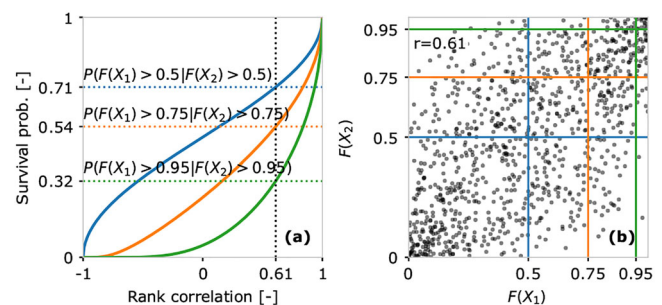 1
Survival prob. [-]
0.71
0.54
0.32
0
P(F(X₁) > 0.5|F(X₂) > 0.5)
P(F(X₁) > 0.75|F(X₂) > 0.75)
P(F(X₁) > 0.95|F(X₂) > 0.95)
(a)
-1
0
0.61
1
Rank correlation [-]
0.95
0.75
0.5
0
F(X₂)
r=0.61
(b)
0
0.5
0.75
0.95
F(X₁)